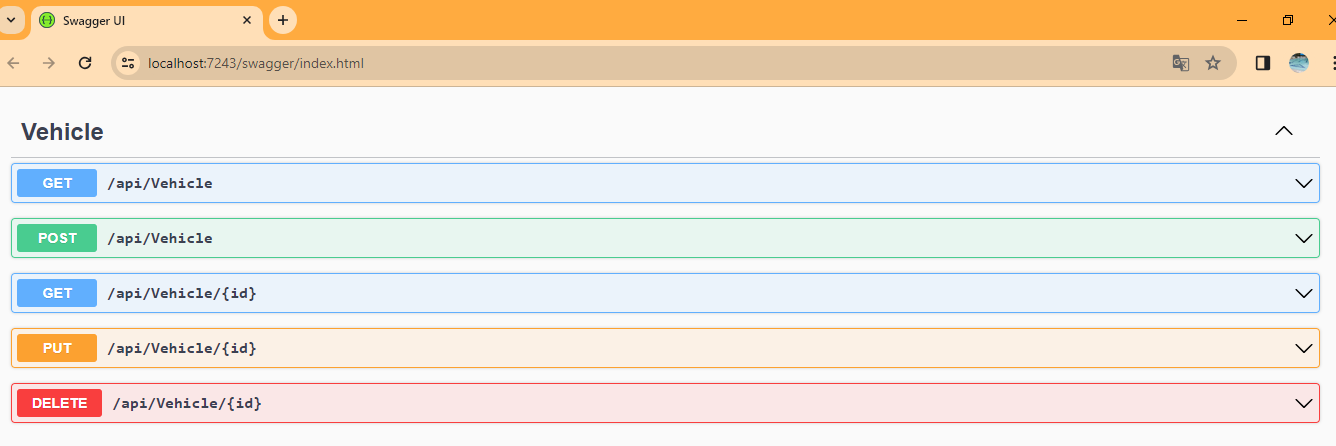 Swagger UI
localhost:7243/swagger/index.html
Vehicle
GET /api/Vehicle
POST /api/Vehicle
GET /api/Vehicle/{id}
PUT /api/Vehicle/{id}
DELETE /api/Vehicle/{id}